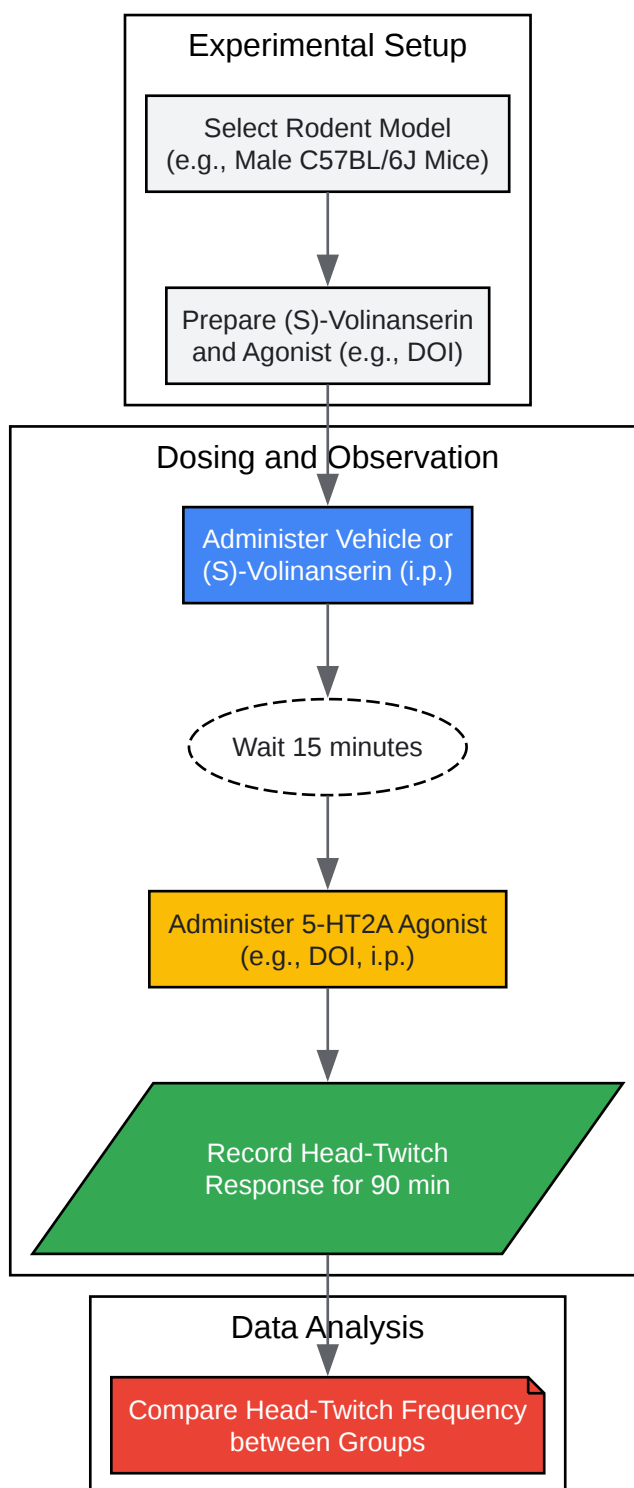 Experimental Setup
Select Rodent Model
(e.g., Male C57BL/6J Mice)
Prepare (S)-Volinanserin
and Agonist (e.g., DOI)
Dosing and Observation
Administer Vehicle or
(S)-Volinanserin (i.p.)
Wait 15 minutes
Administer 5-HT2A Agonist
(e.g., DOI, i.p.)
Record Head-Twitch
Response for 90 min
Data Analysis
Compare Head-Twitch Frequency
between Groups